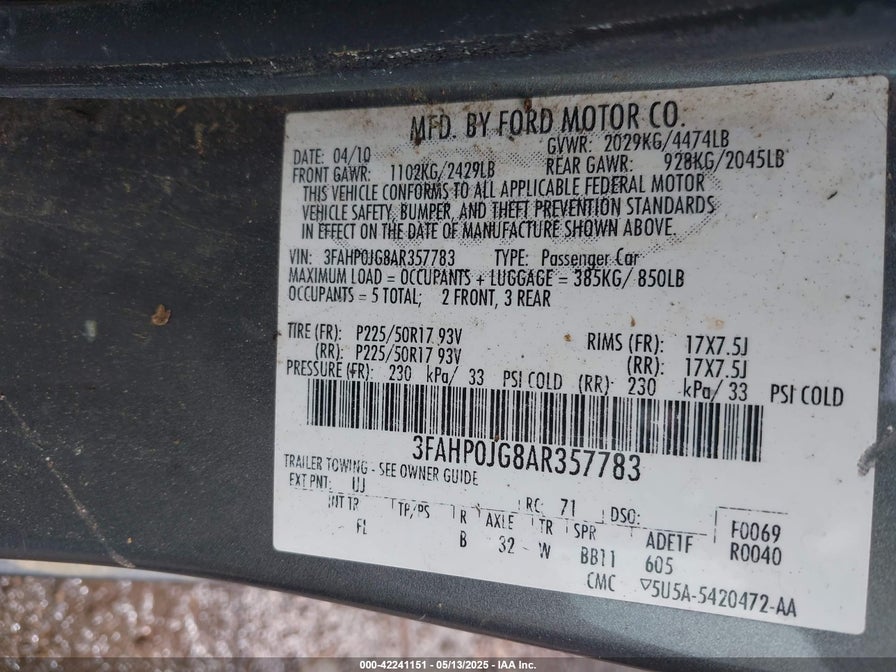 MFD. BY FORD MOTOR CO.
DATE: 04/10 GVWR: 2029KG/4474LB
FRONT GAWR: 1102KG/2429LB REAR GAWR: 928KG/2045LB
THIS VEHICLE CONFORMS TO ALL APPLICABLE FEDERAL MOTOR
VEHICLE SAFETY, BUMPER, AND THEFT PREVENTION STANDARDS
IN EFFECT ON THE DATE OF MANUFACTURE SHOWN ABOVE.
VIN: 3FAHP0JG8AR357783 TYPE: Passenger Car
MAXIMUM LOAD = OCCUPANTS + LUGGAGE = 385KG/ 850LB
OCCUPANTS = 5 TOTAL; 2 FRONT, 3 REAR
TIRE (FR): P225/50R17 93V RIMS (FR): 17X7.5J
(RR): P225/50R17 93V (RR): 17X7.5J
PRESSURE (FR): 230 kPa/ 33 PSI COLD (RR): 230 kPa/ 33 PSI COLD
3FAHP0JG8AR357783
TRAILER TOWING - SEE OWNER GUIDE
EXT PNT: UJ RC: 71 DSO: F0069
INT TR TP/PS R AXLE TR SPR ADE1F R0040
FL B 32 W BB11 605
CMC ▽5U5A-5420472-AA
000-42241151 - 05/13/2025 - IAA Inc.